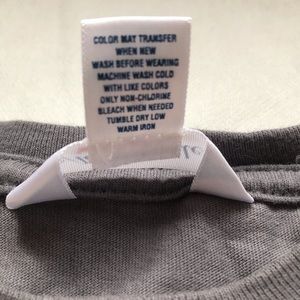 COLOR MAY TRANSFER
WHEN NEW
WASH BEFORE WEARING
MACHINE WASH COLD
WITH LIKE COLORS
ONLY NON-CHLORINE
BLEACH WHEN NEEDED
TUMBLE DRY LOW
WARM IRON